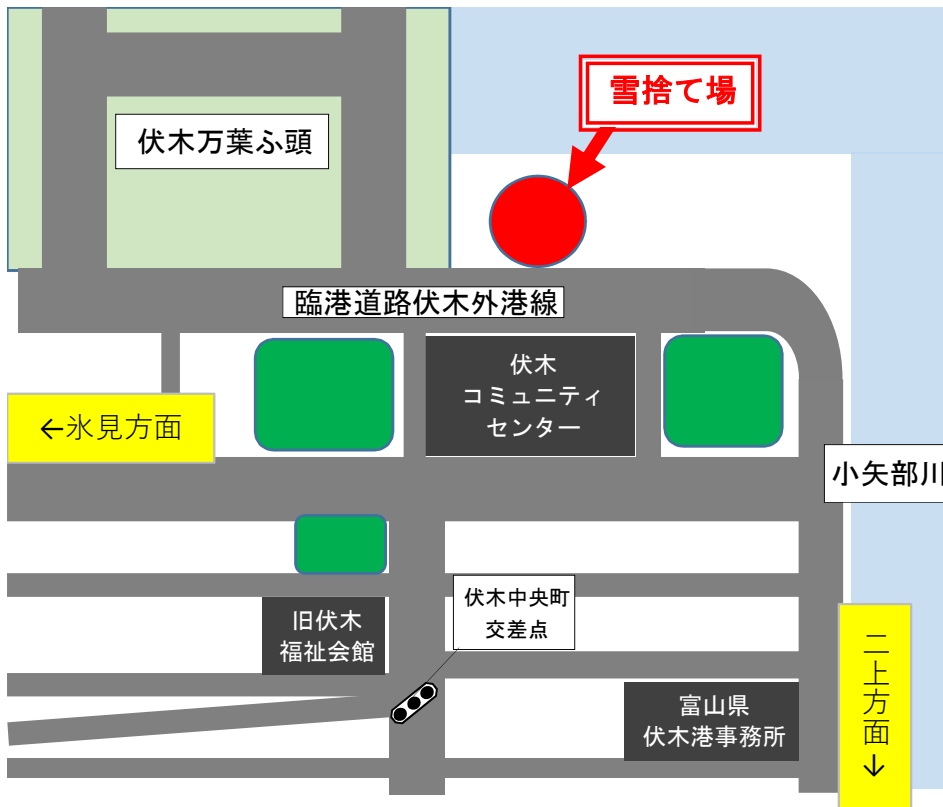 雪捨て場
伏木万葉ふ頭
臨港道路伏木外港線
伏木
コミュニティ
センター
←氷見方面
小矢部川
伏木中央町
交差点
旧伏木
福祉会館
二上方面→
富山県
伏木港事務所